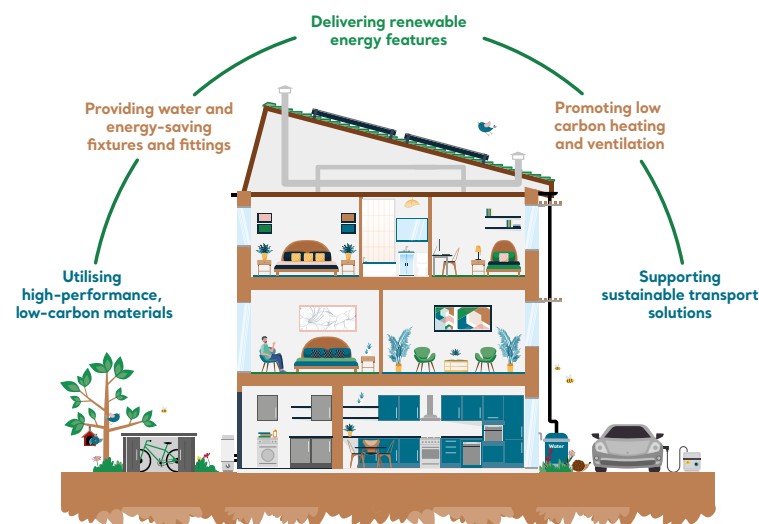 Delivering renewable
energy features
Providing water and
energy-saving
fixtures and fittings
Promoting low
carbon heating
and ventilation
Utilising
high-performance,
low-carbon materials
Supporting
sustainable transport
solutions
Water